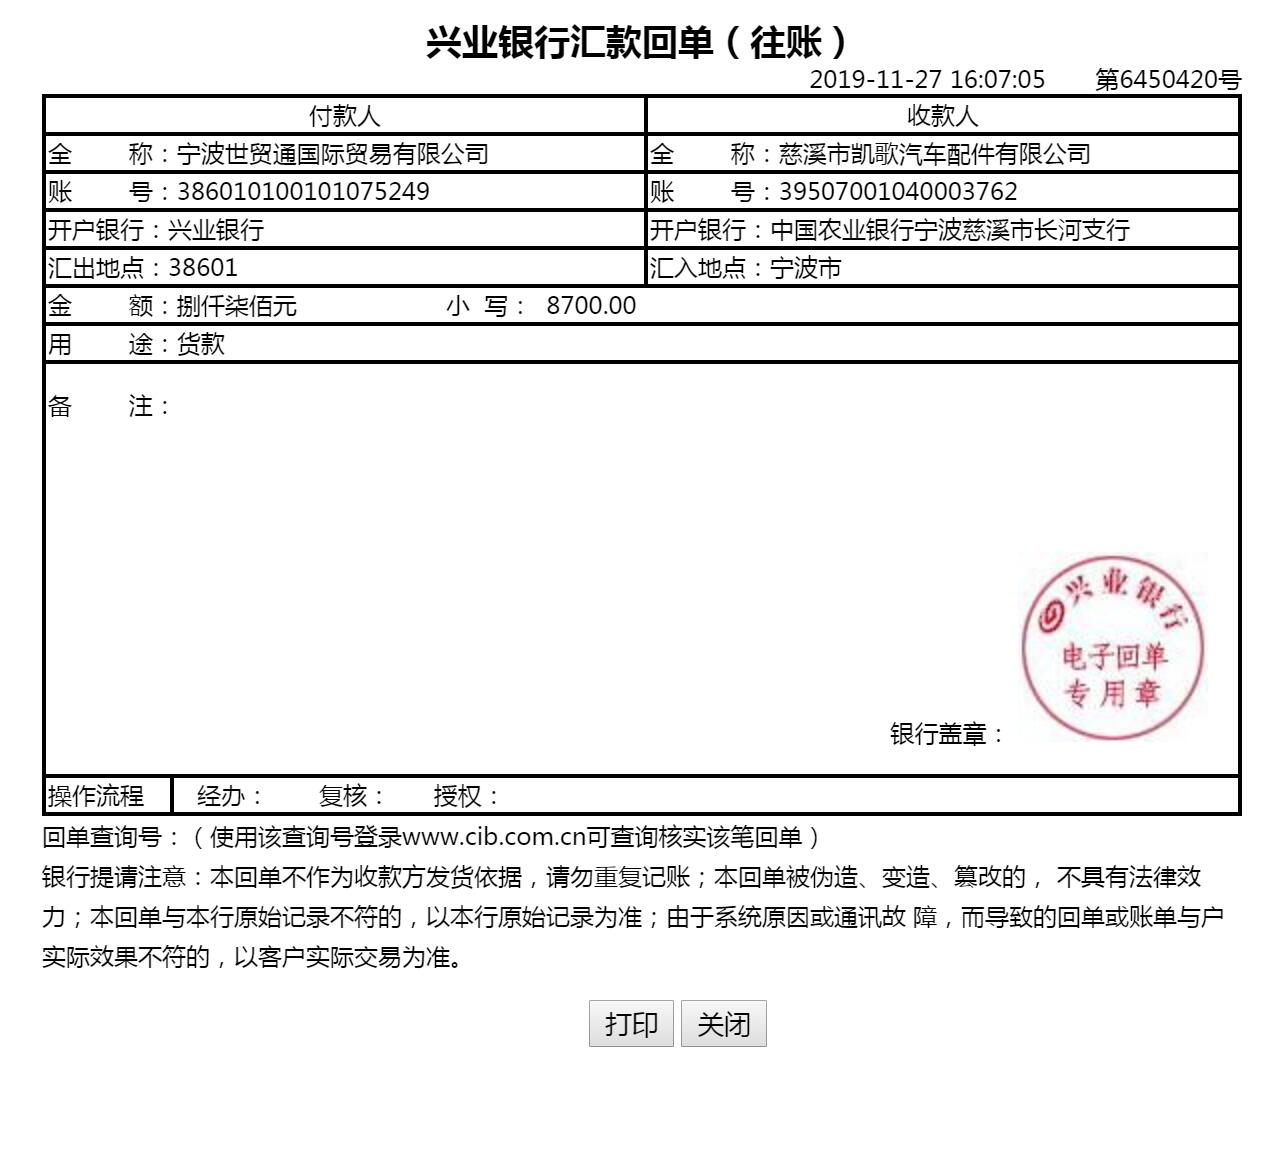 兴业银行汇款回单（往账）
2019-11-27 16:07:05 第6450420号
付款人 收款人
全 称：宁波世贸通国际贸易有限公司 全 称：慈溪市凯歌汽车配件有限公司
账 号：386010100101075249 账 号：39507001040003762
开户银行：兴业银行 开户银行：中国农业银行宁波慈溪市长河支行
汇出地点：38601 汇入地点：宁波市
金 额：捌仟柒佰元 小 写： 8700.00
用 途：货款
备 注：
兴业银行
电子回单
专用章
银行盖章：
操作流程 经办： 复核： 授权：
回单查询号：（使用该查询号登录www.cib.com.cn可查询核实该笔回单）
银行提请注意：本回单不作为收款方发货依据，请勿重复记账；本回单被伪造、变造、篡改的， 不具有法律效
力；本回单与本行原始记录不符的，以本行原始记录为准；由于系统原因或通讯故 障，而导致的回单或账单与户
实际效果不符的，以客户实际交易为准。
打印 关闭